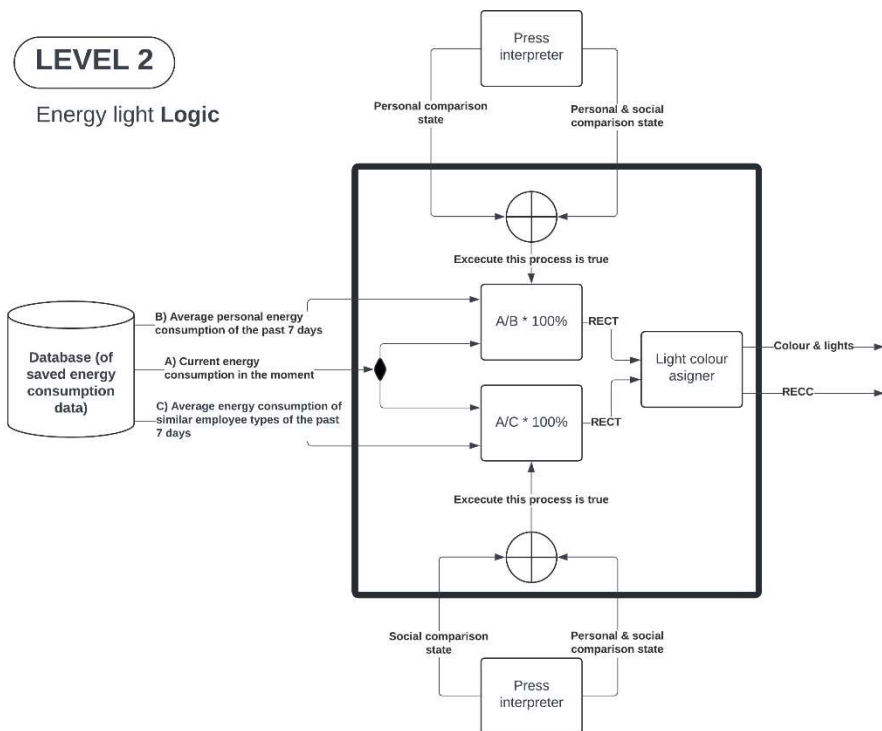 LEVEL 2
Energy light Logic
Press
interpreter
Personal comparison
state
Personal & social
comparison state
Excecute this process is true
B) Average personal energy
consumption of the past 7 days
A/B * 100%
RECT
Database (of
saved energy
consumption
data)
A) Current energy
consumption in the moment
Light colour
asigner
Colour & lights
RECC
C) Average energy consumption of
similar employee types of the past
7 days
A/C * 100%
RECT
Excecute this process is true
Social comparison
state
Personal & social
comparison state
Press
interpreter